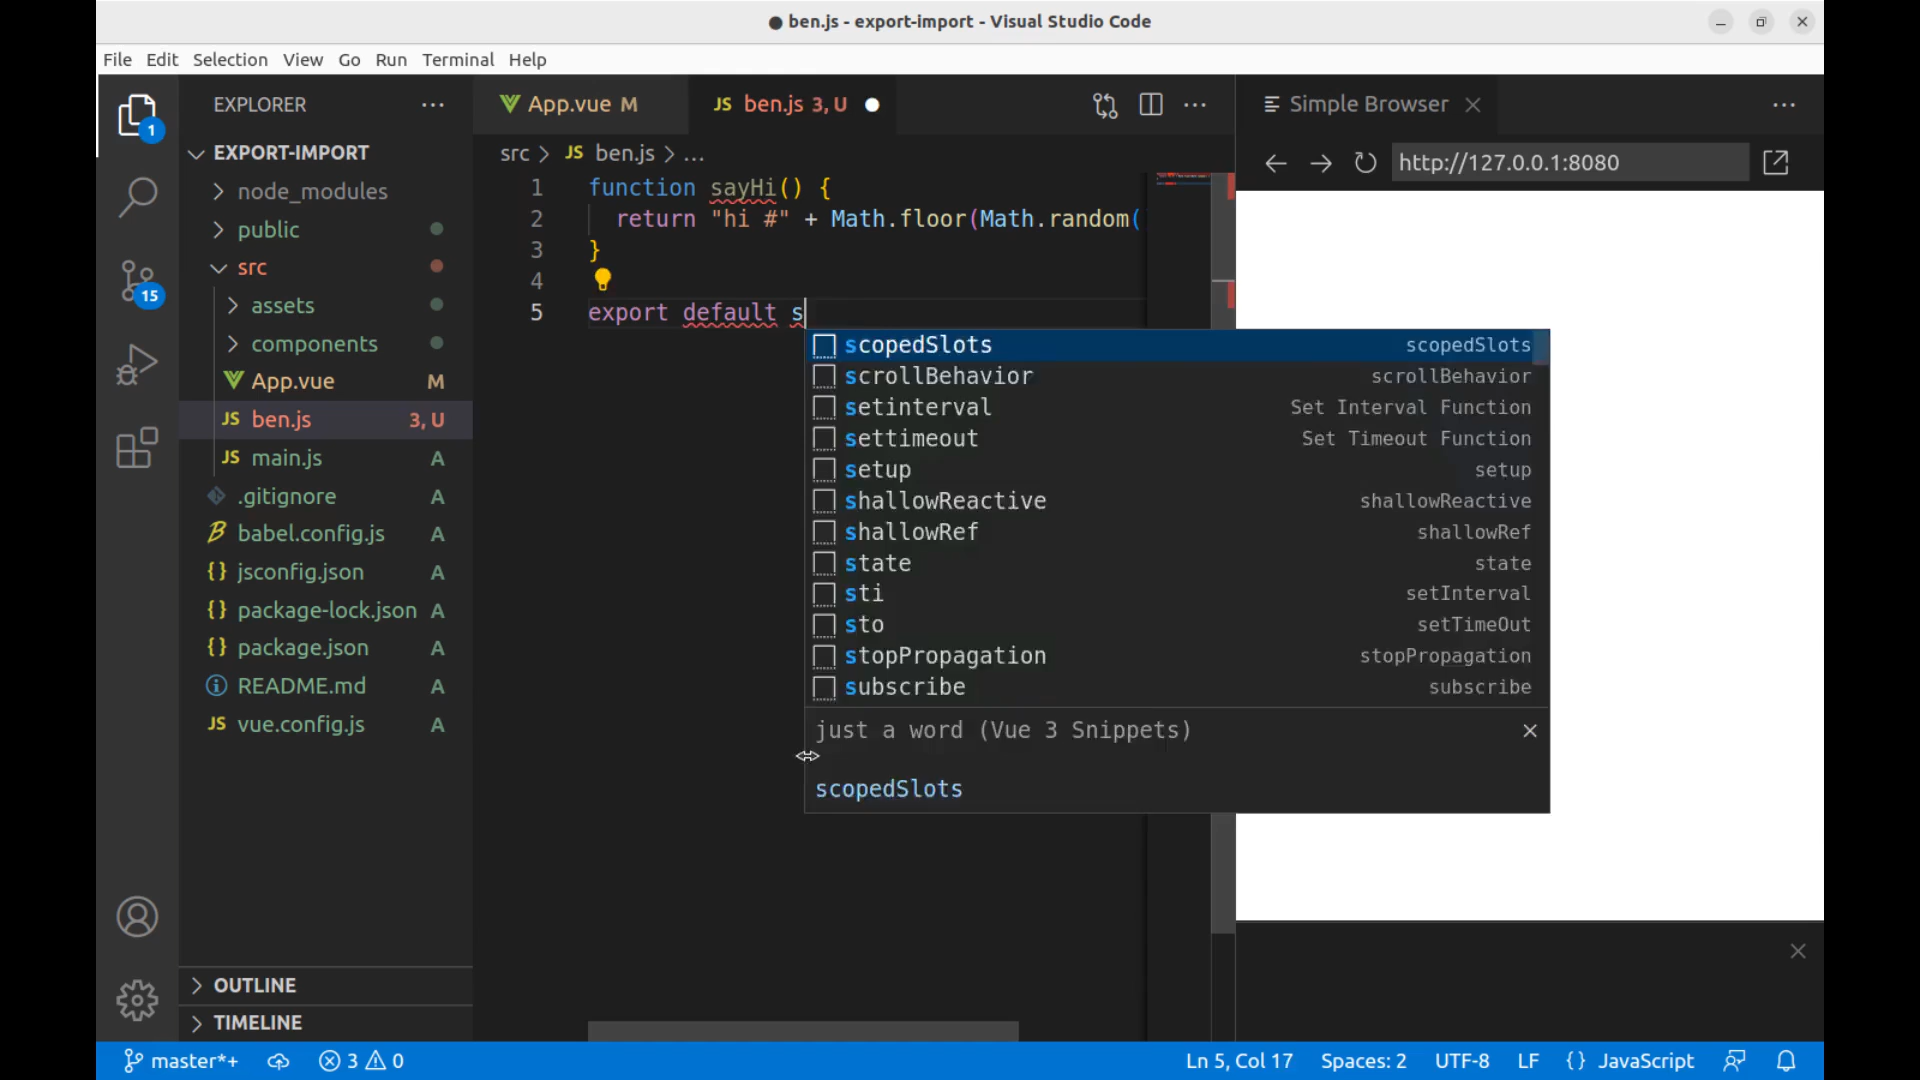 ben.js - export-import - Visual Studio Code
File Edit Selection View Go Run Terminal Help
1
15
EXPLORER
EXPORT-IMPORT
node_modules
public
src
assets
components
App.vue M
JS ben.js 3, U
JS main.js A
.gitignore A
babel.config.js A
{} jsconfig.json A
{} package-lock.json A
{} package.json A
README.md A
JS vue.config.js A
OUTLINE
TIMELINE
App.vue M
JS ben.js 3, U
src > JS ben.js > ...
1 function sayHi() {
2 return "hi #" + Math.floor(Math.random(
3 }
4
5 export default s
scopedSlots scopedSlots
scrollBehavior scrollBehavior
setinterval Set Interval Function
settimeout Set Timeout Function
setup setup
shallowReactive shallowReactive
shallowRef shallowRef
state state
sti setInterval
sto setTimeOut
stopPropagation stopPropagation
subscribe subscribe
just a word (Vue 3 Snippets)
scopedSlots
Simple Browser
http://127.0.0.1:8080
master*+ 3 0 Ln 5, Col 17 Spaces: 2 UTF-8 LF {} JavaScript